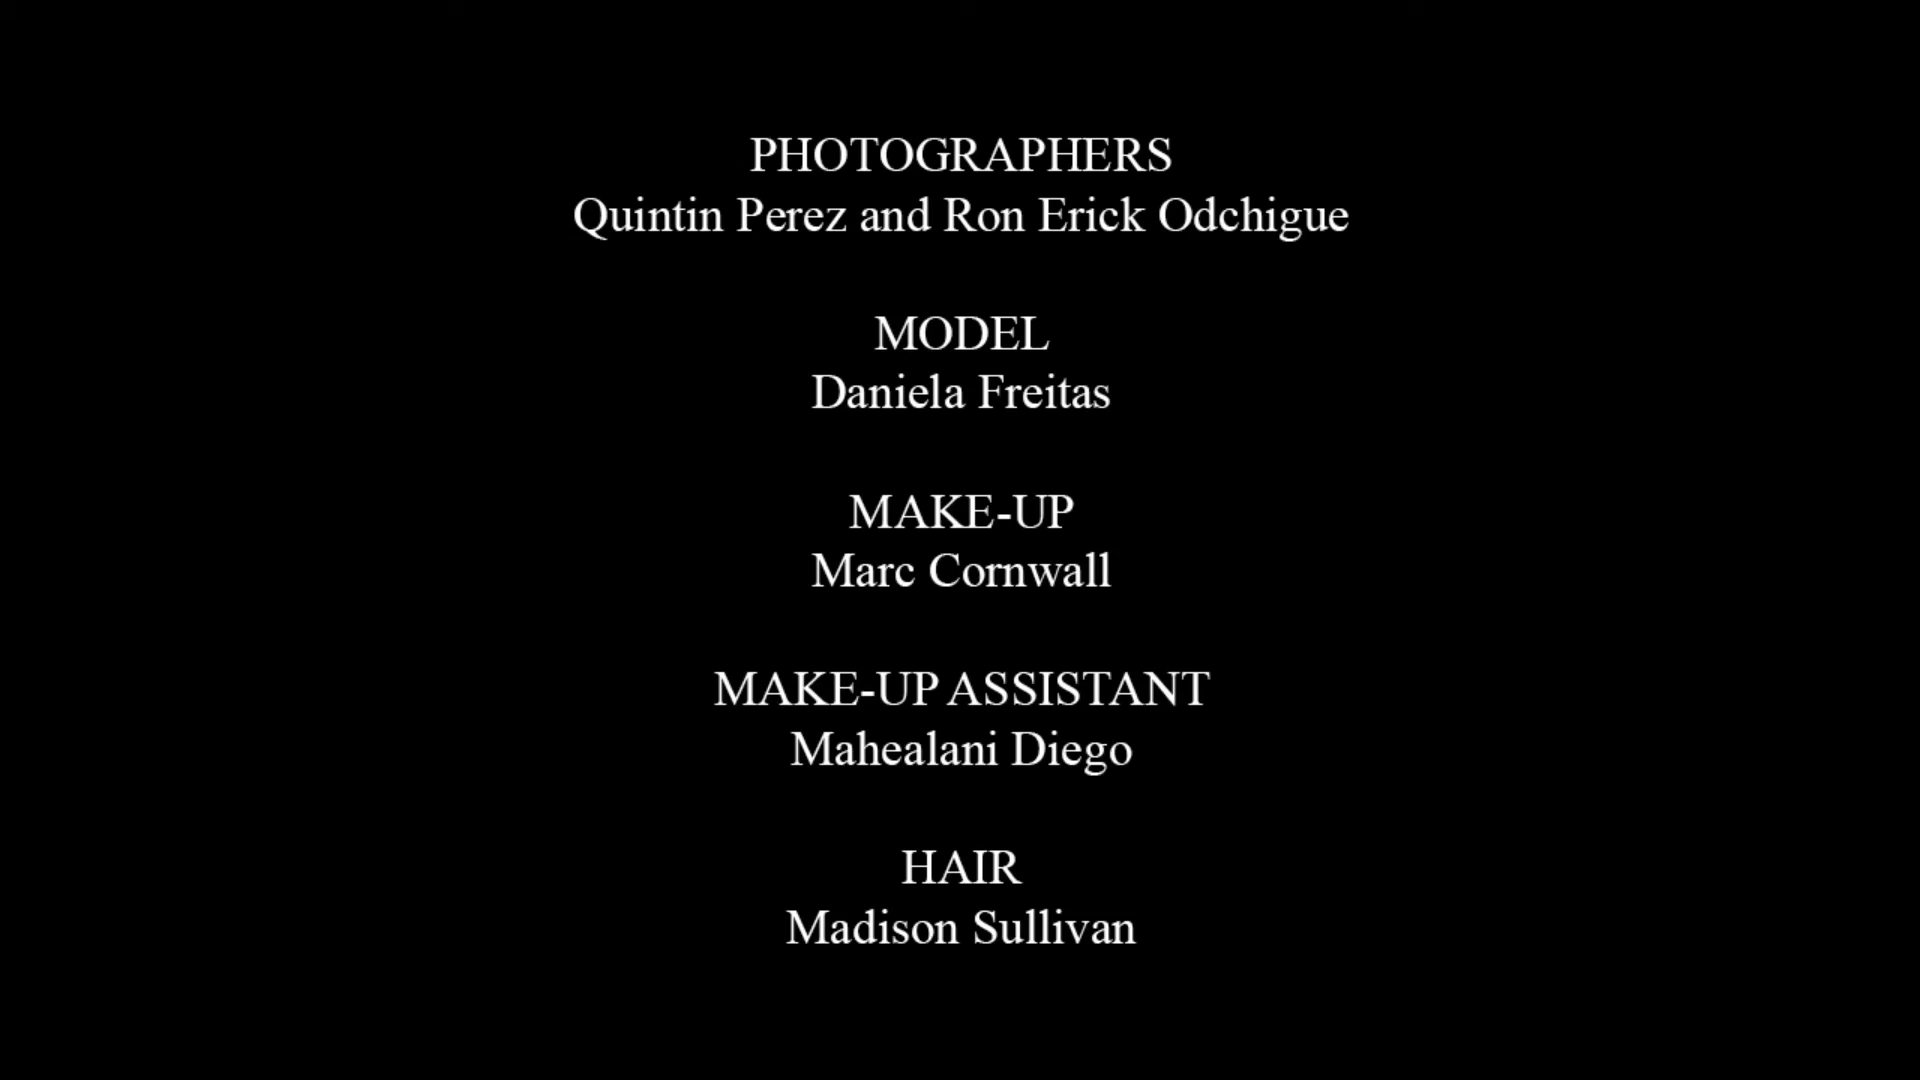 PHOTOGRAPHERS
Quintin Perez and Ron Erick Odchigue
MODEL
Daniela Freitas
MAKE-UP
Marc Cornwall
MAKE-UP ASSISTANT
Mahealani Diego
HAIR
Madison Sullivan